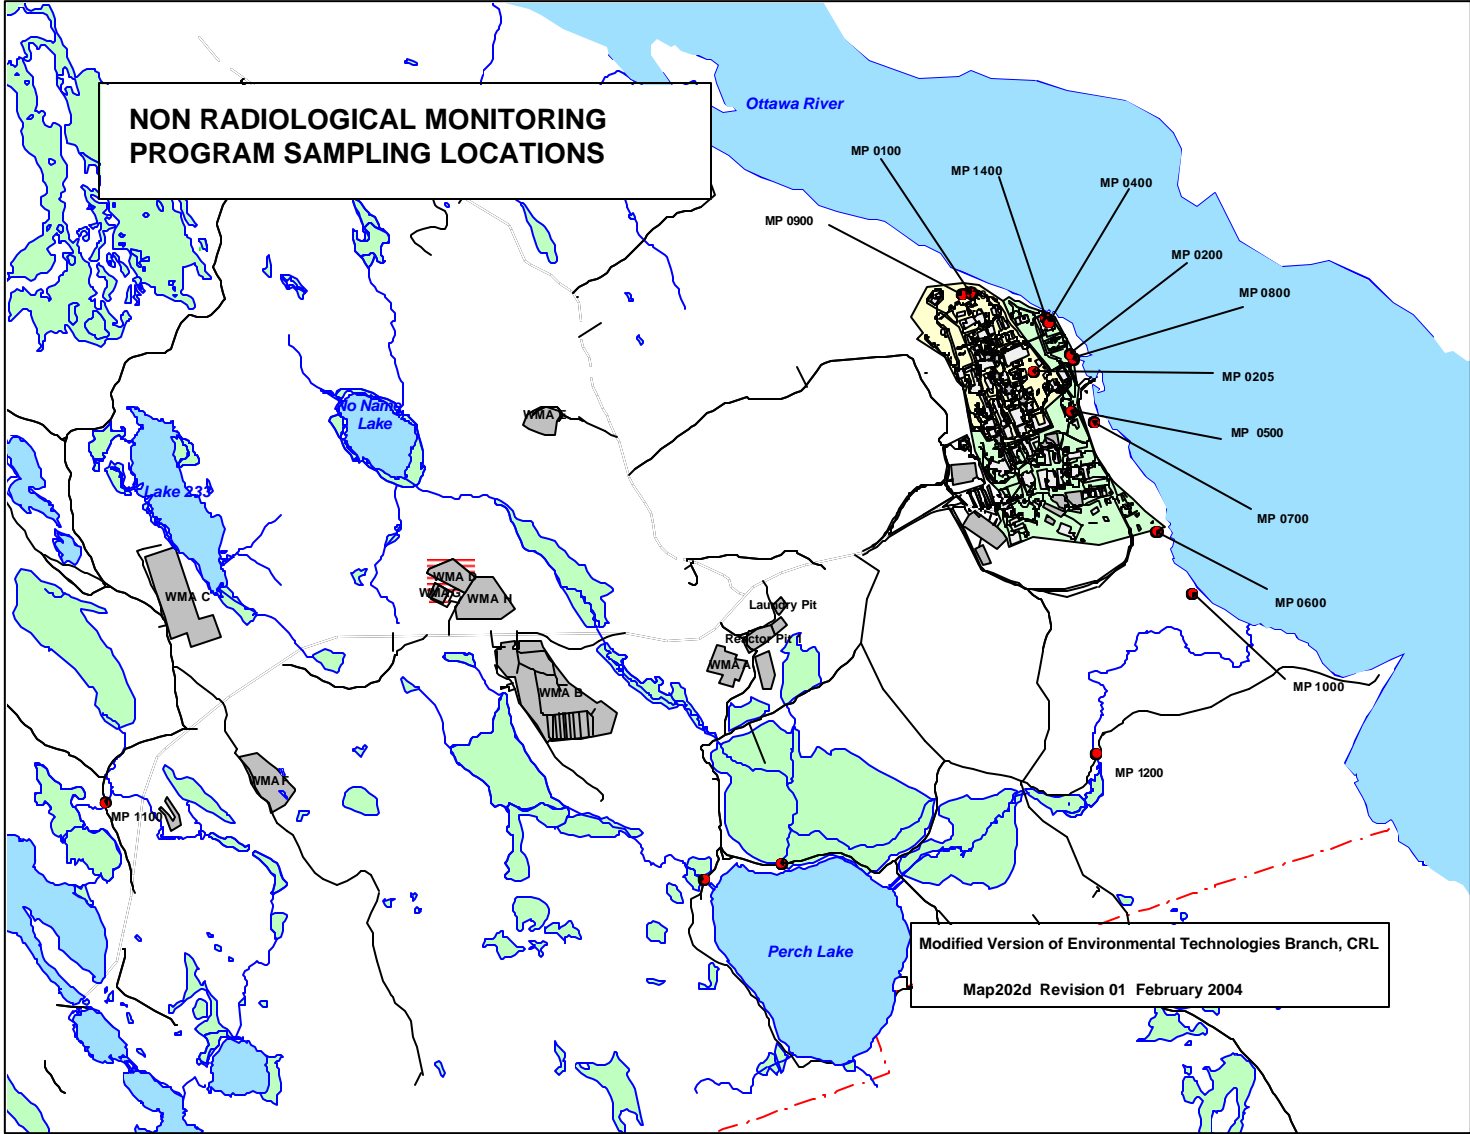 NON RADIOLOGICAL MONITORING
PROGRAM SAMPLING LOCATIONS
Ottawa River
MP 0100
MP 1400
MP 0400
MP 0900
MP 0200
MP 0800
MP 0205
MP 0500
MP 0700
MP 0600
MP 1000
MP 1200
No Name
Lake
WMA E
Lake 233
WMA C
WMA D
WMA G
WMA H
Laundry Pit
Reactor Pit 1
WMA A
WMA B
WMA F
MP 1100
Perch Lake
Modified Version of Environmental Technologies Branch, CRL
Map202d Revision 01 February 2004